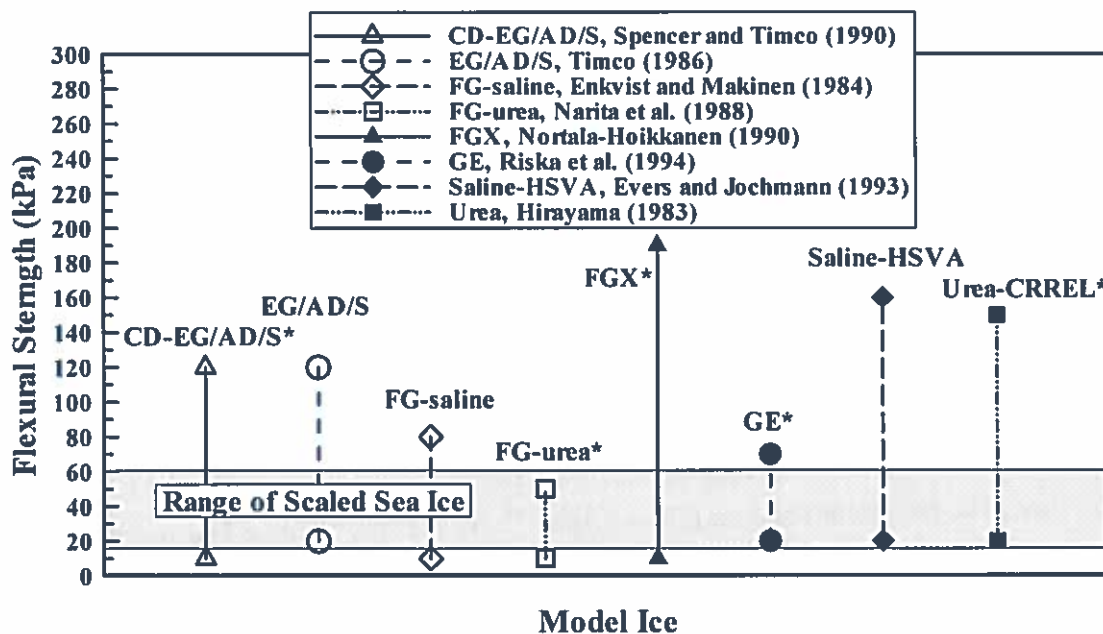 CD-EG/AD/S, Spencer and Timco (1990)
EG/AD/S, Timco (1986)
FG-saline, Enkvist and Makinen (1984)
FG-urea, Narita et al. (1988)
FGX, Nortala-Hoikkanen (1990)
GE, Riska et al. (1994)
Saline-HSVA, Evers and Jochmann (1993)
Urea, Hirayama (1983)
Flexural Sterngth (kPa)
300
280
260
240
220
200
180
160
140
120
100
80
60
40
20
0
CD-EG/AD/S*
EG/AD/S
FG-saline
FG-urea*
FGX*
GE*
Saline-HSVA
Urea-CRREL*
Range of Scaled Sea Ice
Model Ice